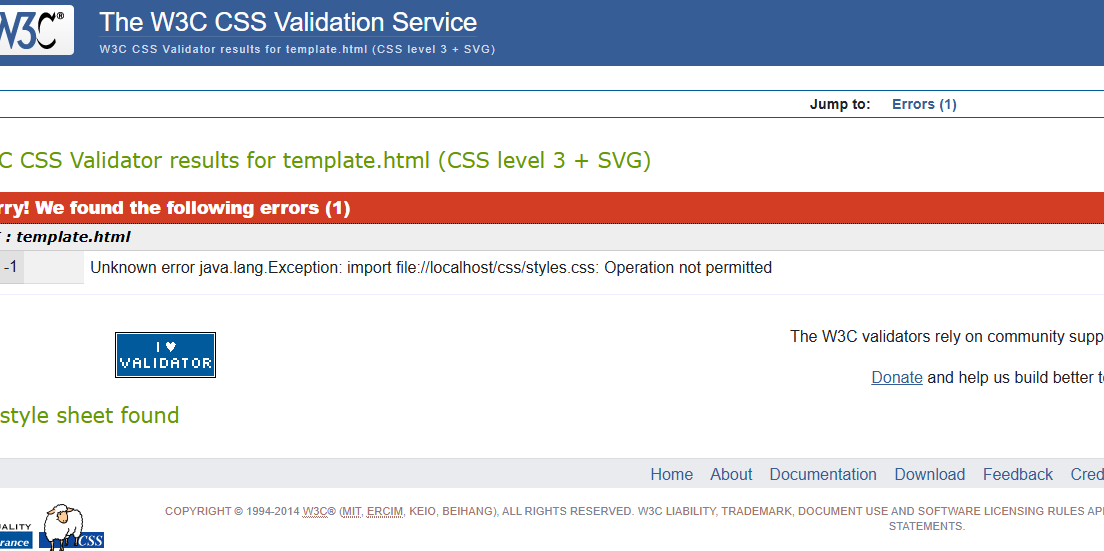 W3C®
The W3C CSS Validation Service
W3C CSS Validator results for template.html (CSS level 3 + SVG)
Jump to: Errors (1)
C CSS Validator results for template.html (CSS level 3 + SVG)
rry! We found the following errors (1)
: template.html
-1 Unknown error java.lang.Exception: import file://localhost/css/styles.css: Operation not permitted
I ♥
VALIDATOR
The W3C validators rely on community supp
Donate and help us build better t
style sheet found
Home About Documentation Download Feedback Cred
COPYRIGHT © 1994-2014 W3C® (MIT, ERCIM, KEIO, BEIHANG), ALL RIGHTS RESERVED. W3C LIABILITY, TRADEMARK, DOCUMENT USE AND SOFTWARE LICENSING RULES AP
STATEMENTS.
ALITY
rance
CSS